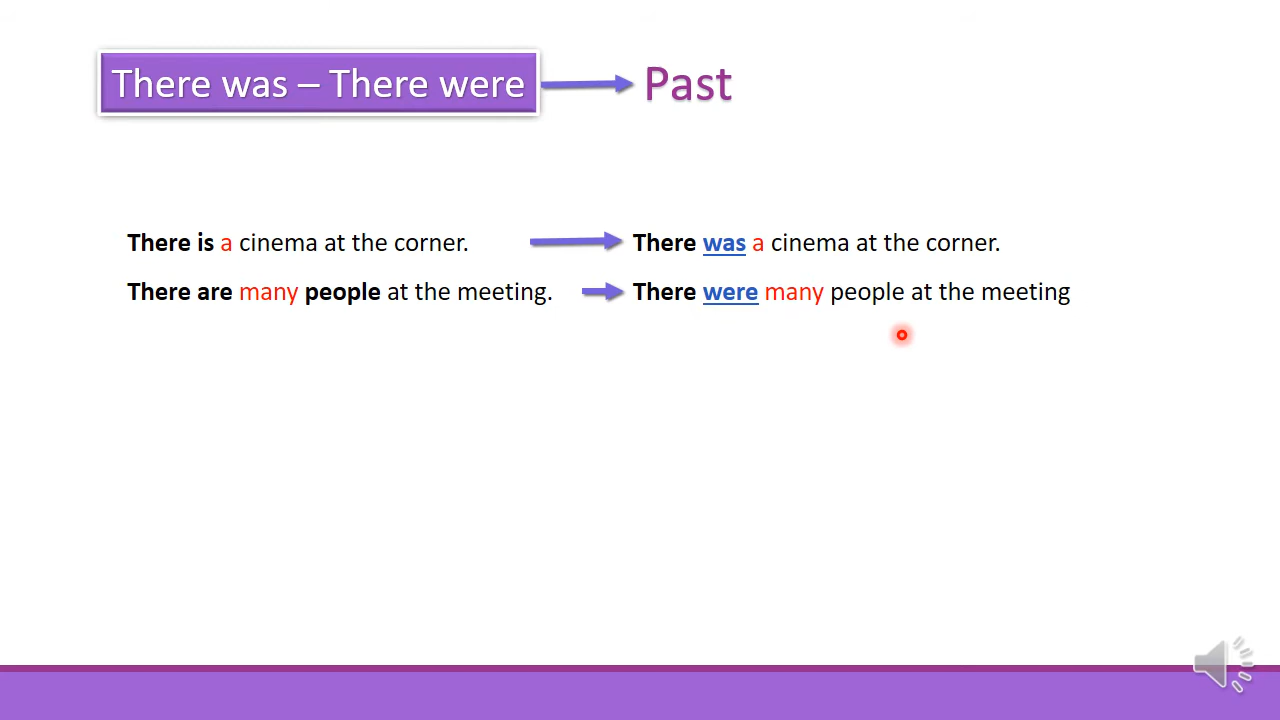 There was – There were Past
There is a cinema at the corner. There was a cinema at the corner.
There are many people at the meeting. There were many people at the meeting